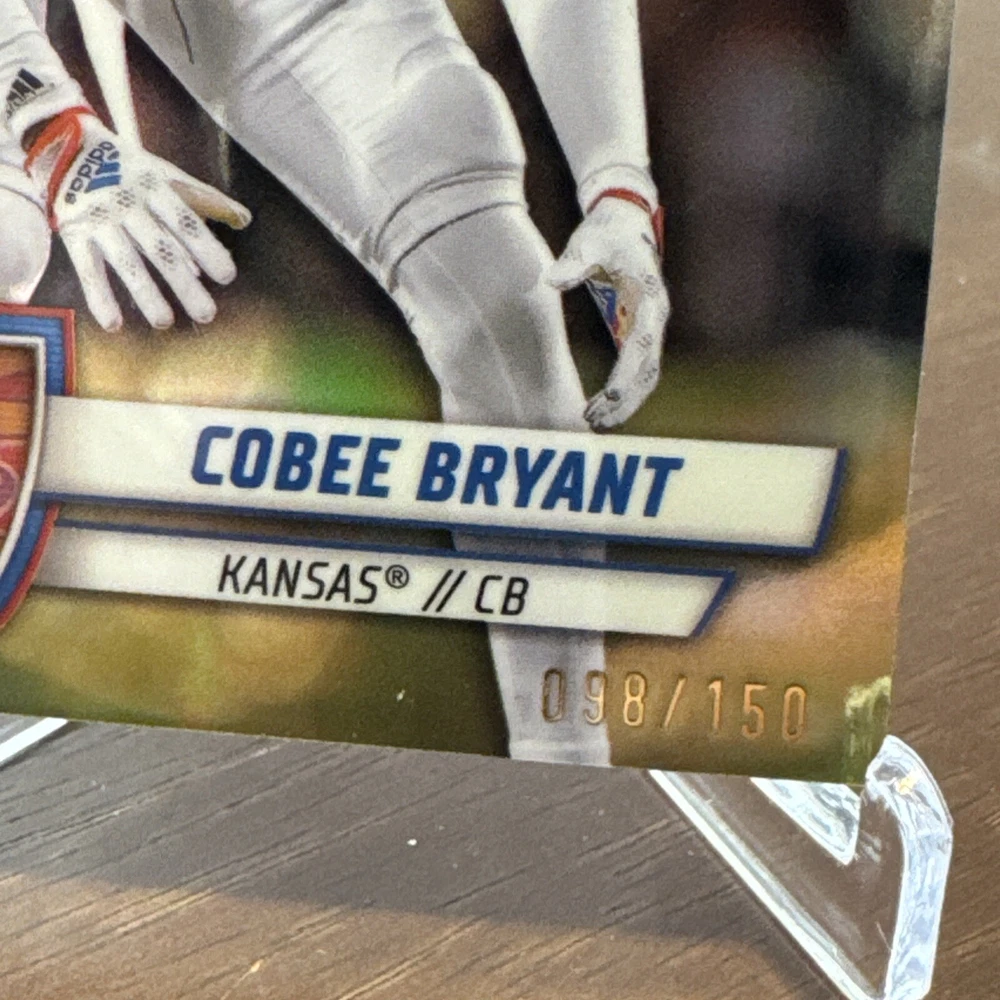 adidas
COBEE BRYANT
KANSAS® // CB
098/150